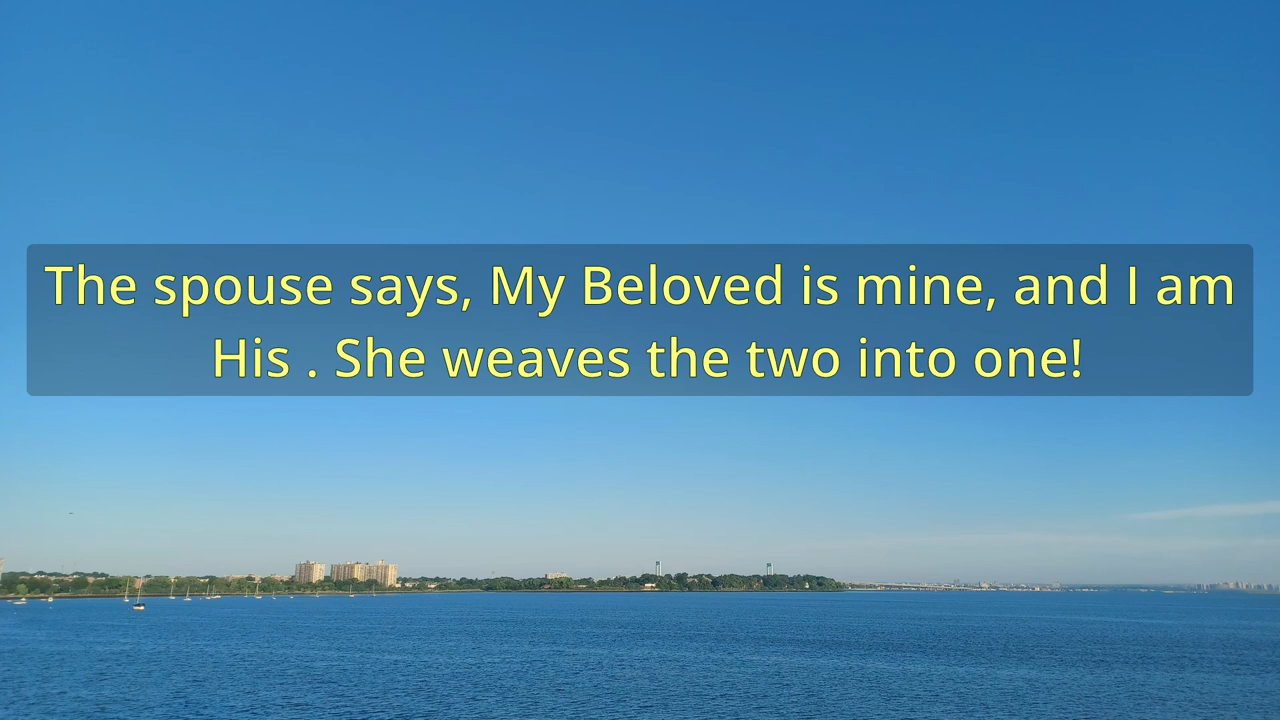 The spouse says, My Beloved is mine, and I am
His . She weaves the two into one!